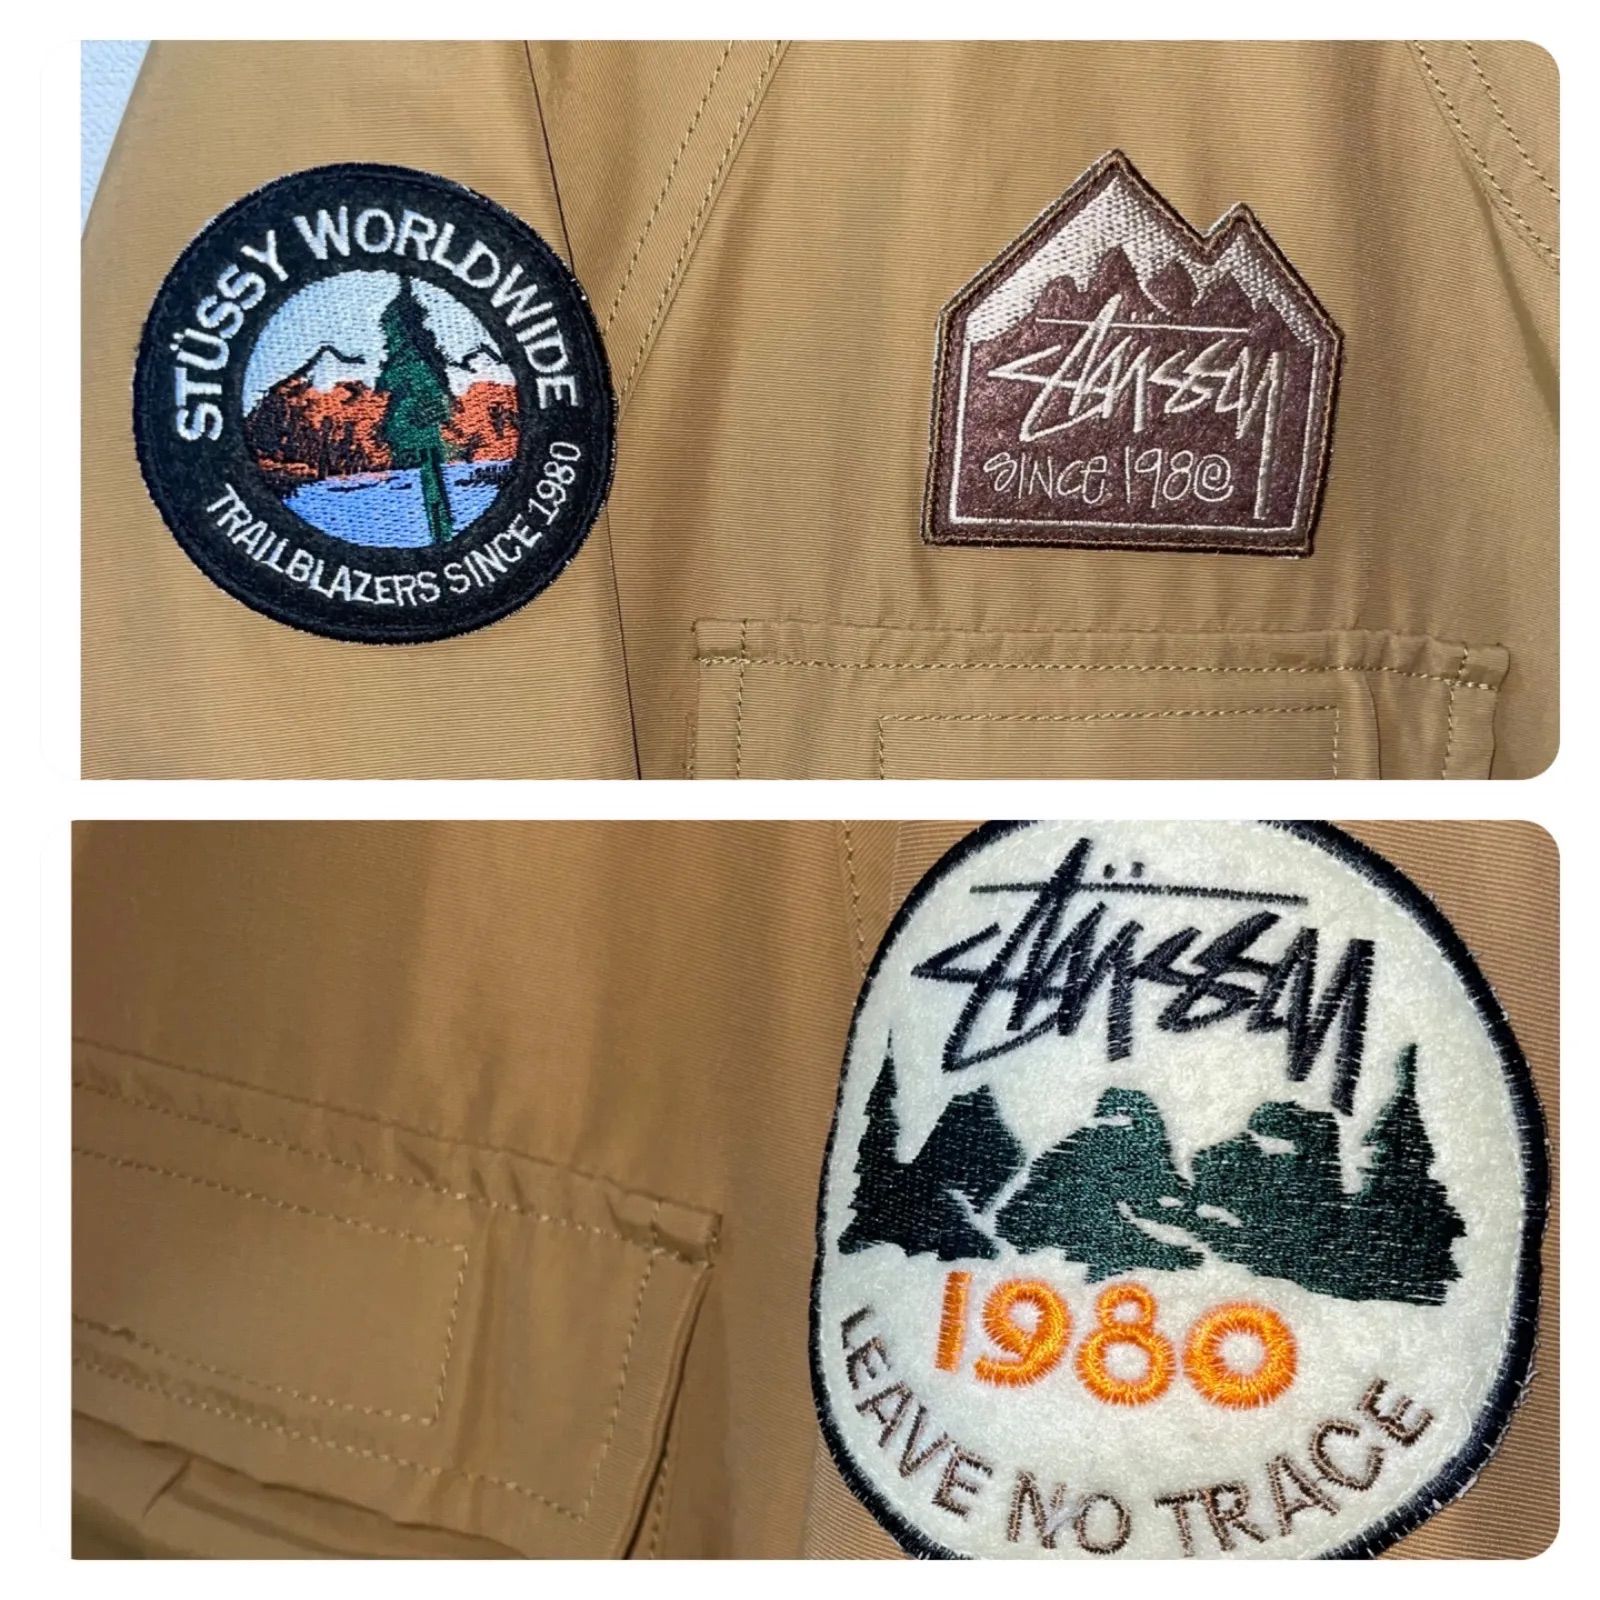 STÜSSY WORLDWIDE
TRAILBLAZERS SINCE 1980
Stüssy
SINCE 1980
Stüssy
1980
LEAVE NO TRACE